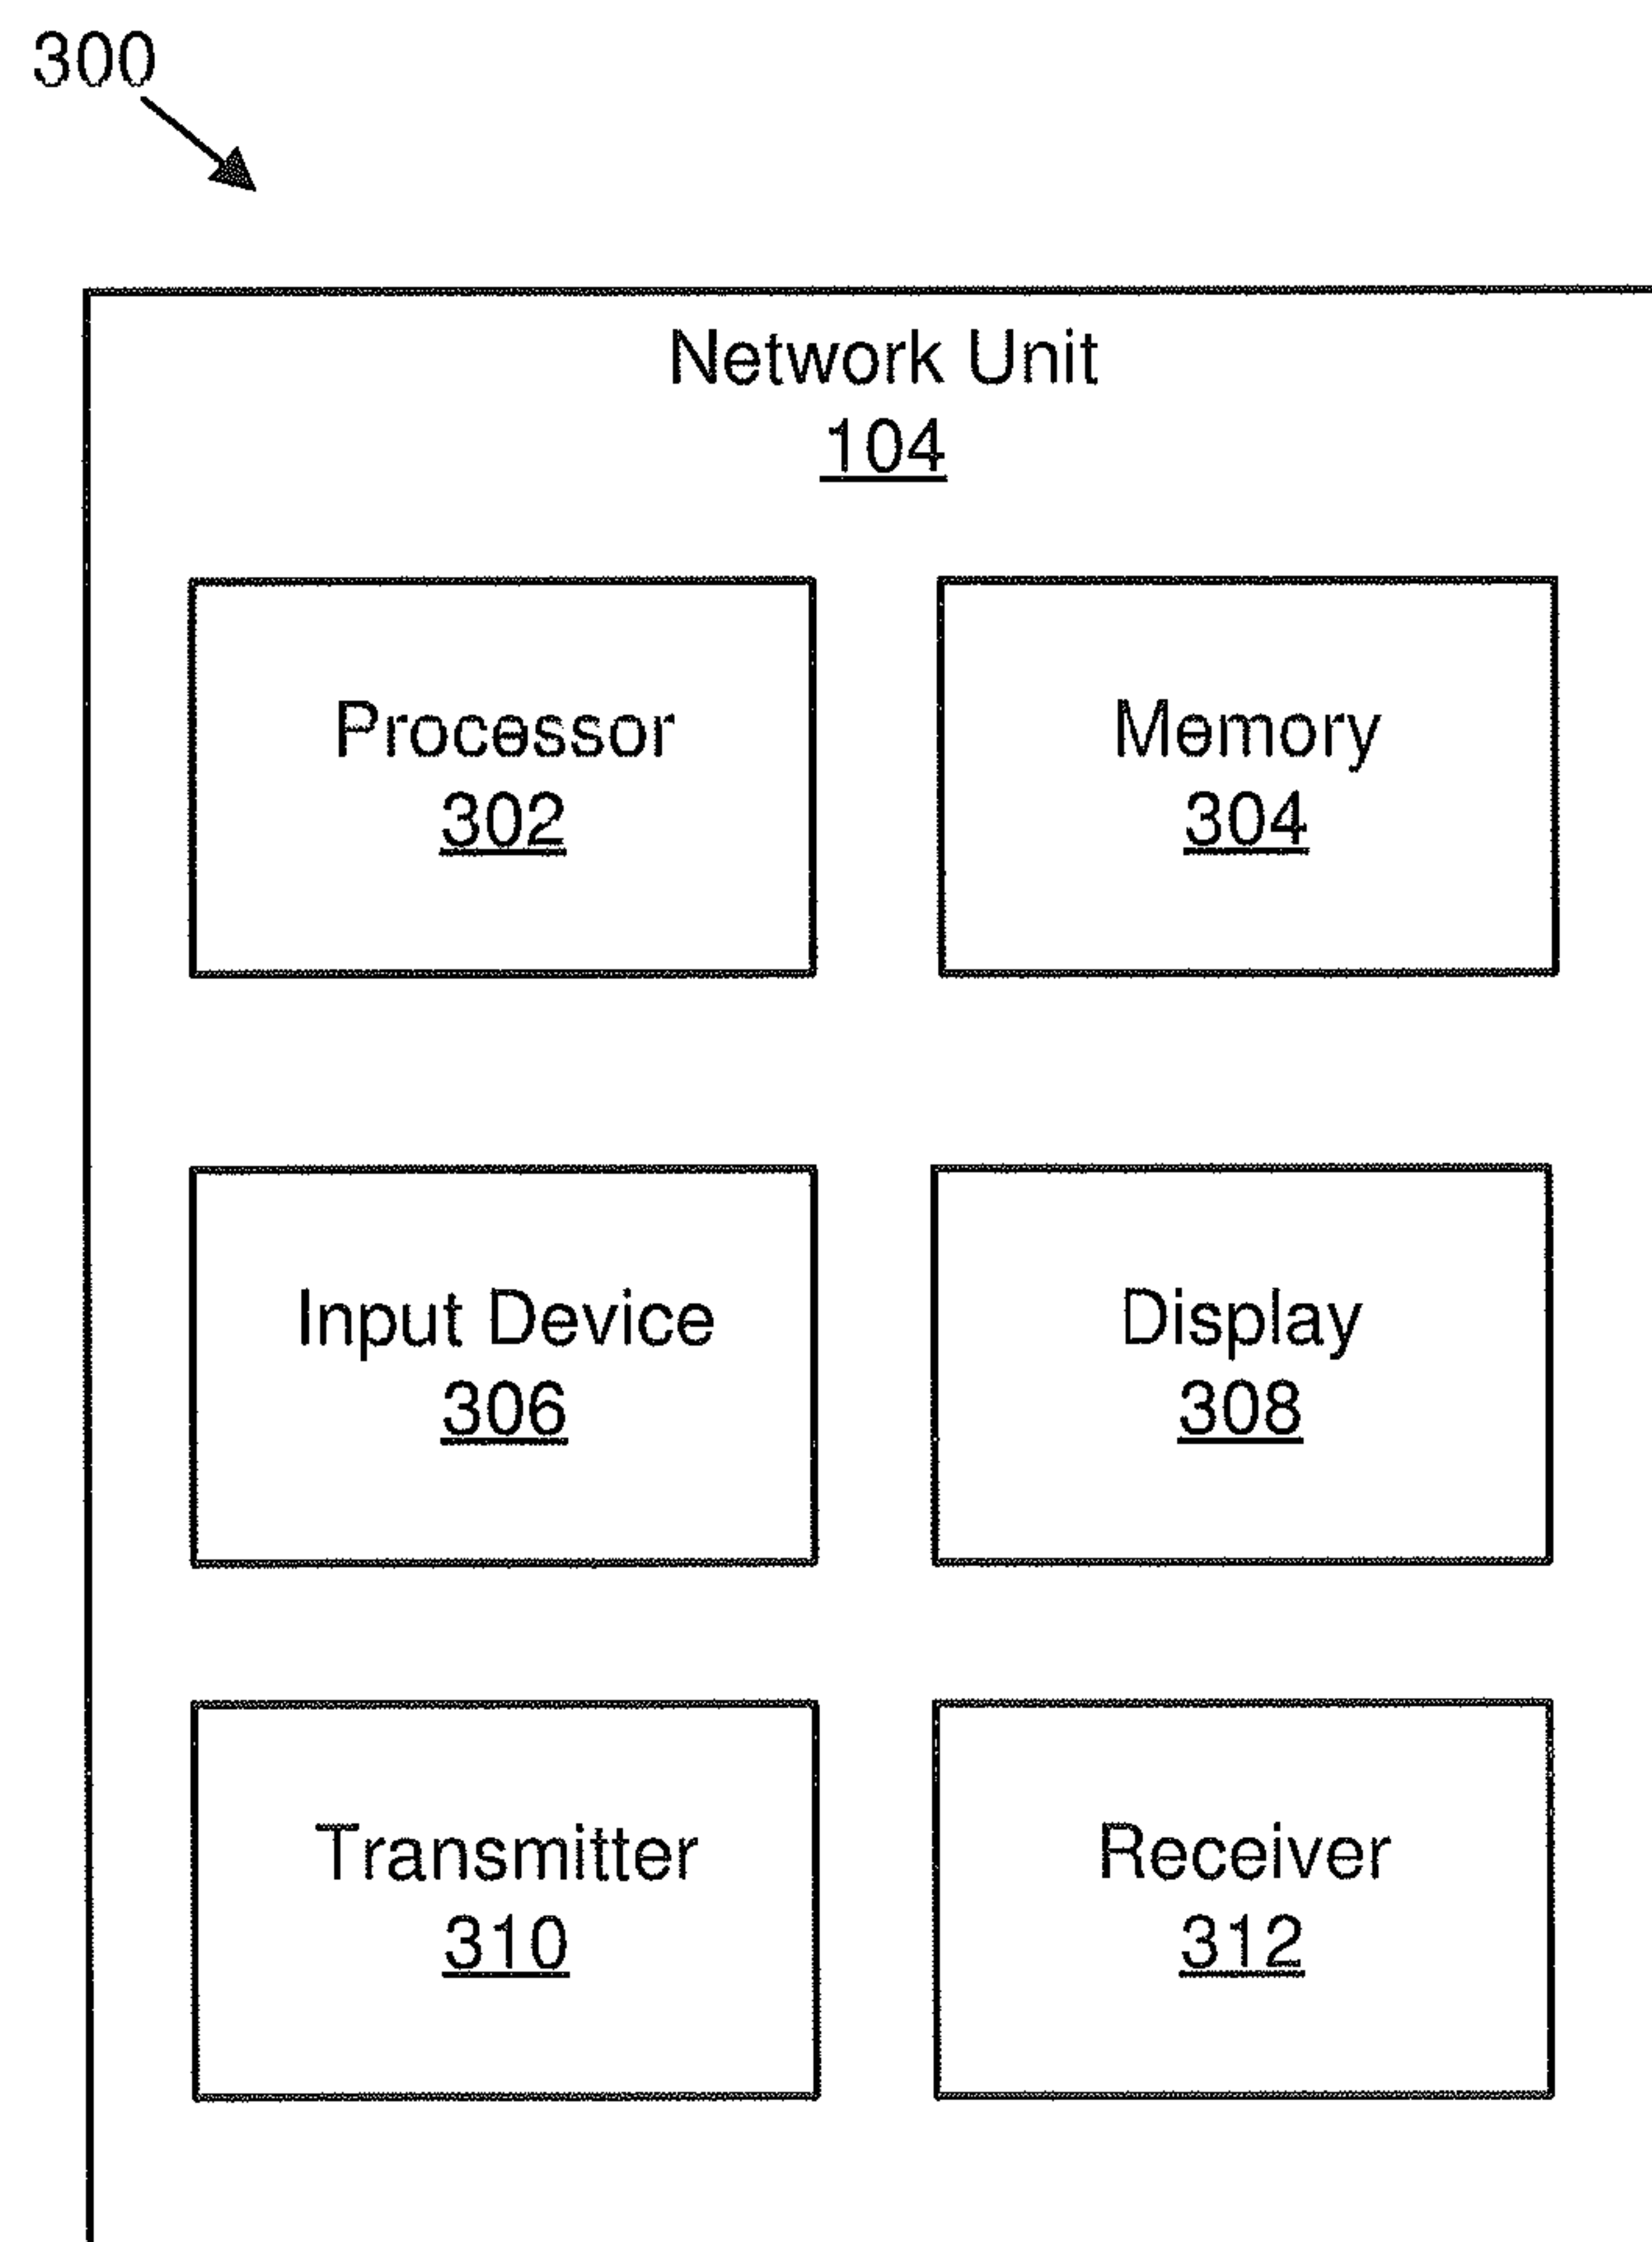 300
Network Unit
104
Processor
302
Memory
304
Input Device
306
Display
308
Transmitter
310
Receiver
312